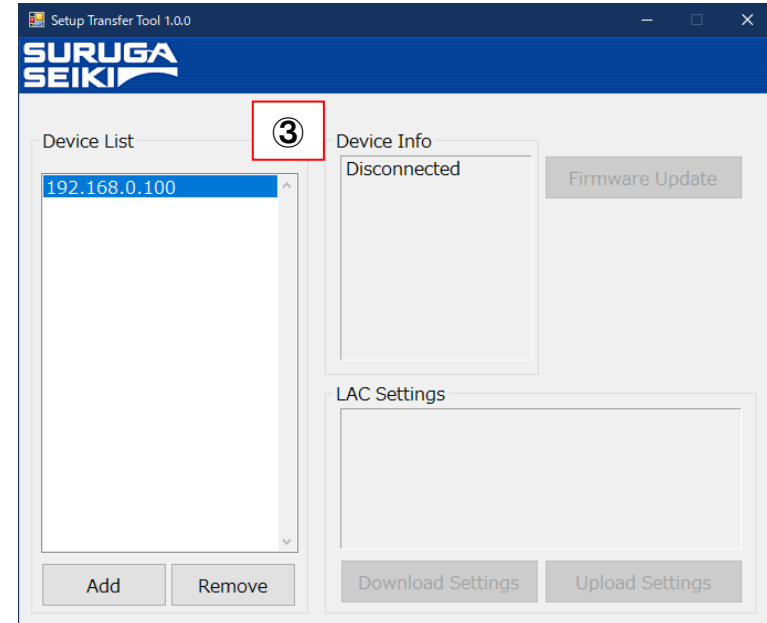 Setup Transfer Tool 1.0.0
SURUGA
SEIKI
③
Device List
192.168.0.100
Add
Remove
Device Info
Disconnected
Firmware Update
LAC Settings
Download Settings
Upload Settings